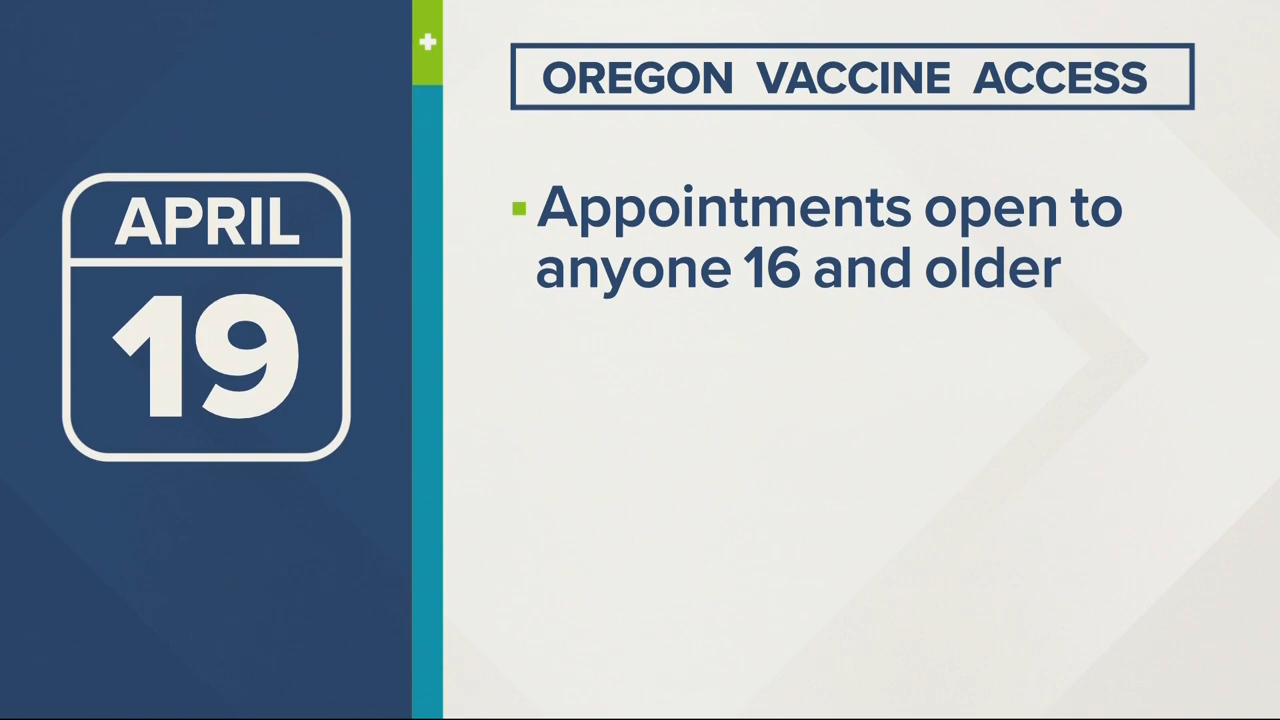 APRIL
19
OREGON VACCINE ACCESS
Appointments open to
anyone 16 and older